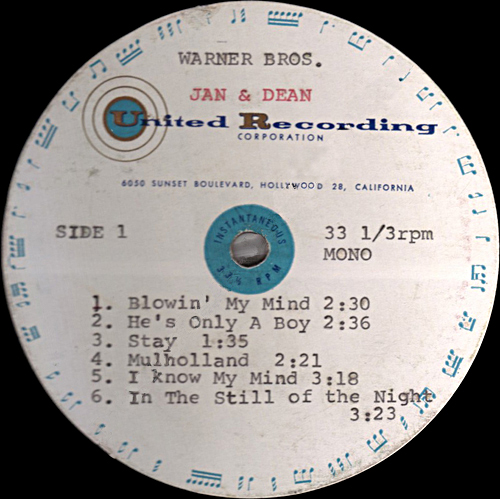 WARNER BROS.
JAN & DEAN
United Recording
CORPORATION
6050 SUNSET BOULEVARD, HOLLYWOOD 28, CALIFORNIA
INSTANTANEOUS
SIDE 1
33 1/3rpm
MONO
33⅓ RPM
1. Blowin' My Mind 2:30
2. He's Only A Boy 2:36
3. Stay 1:35
4. Mulholland 2:21
5. I know My Mind 3:18
6. In The Still of the Night
3:23